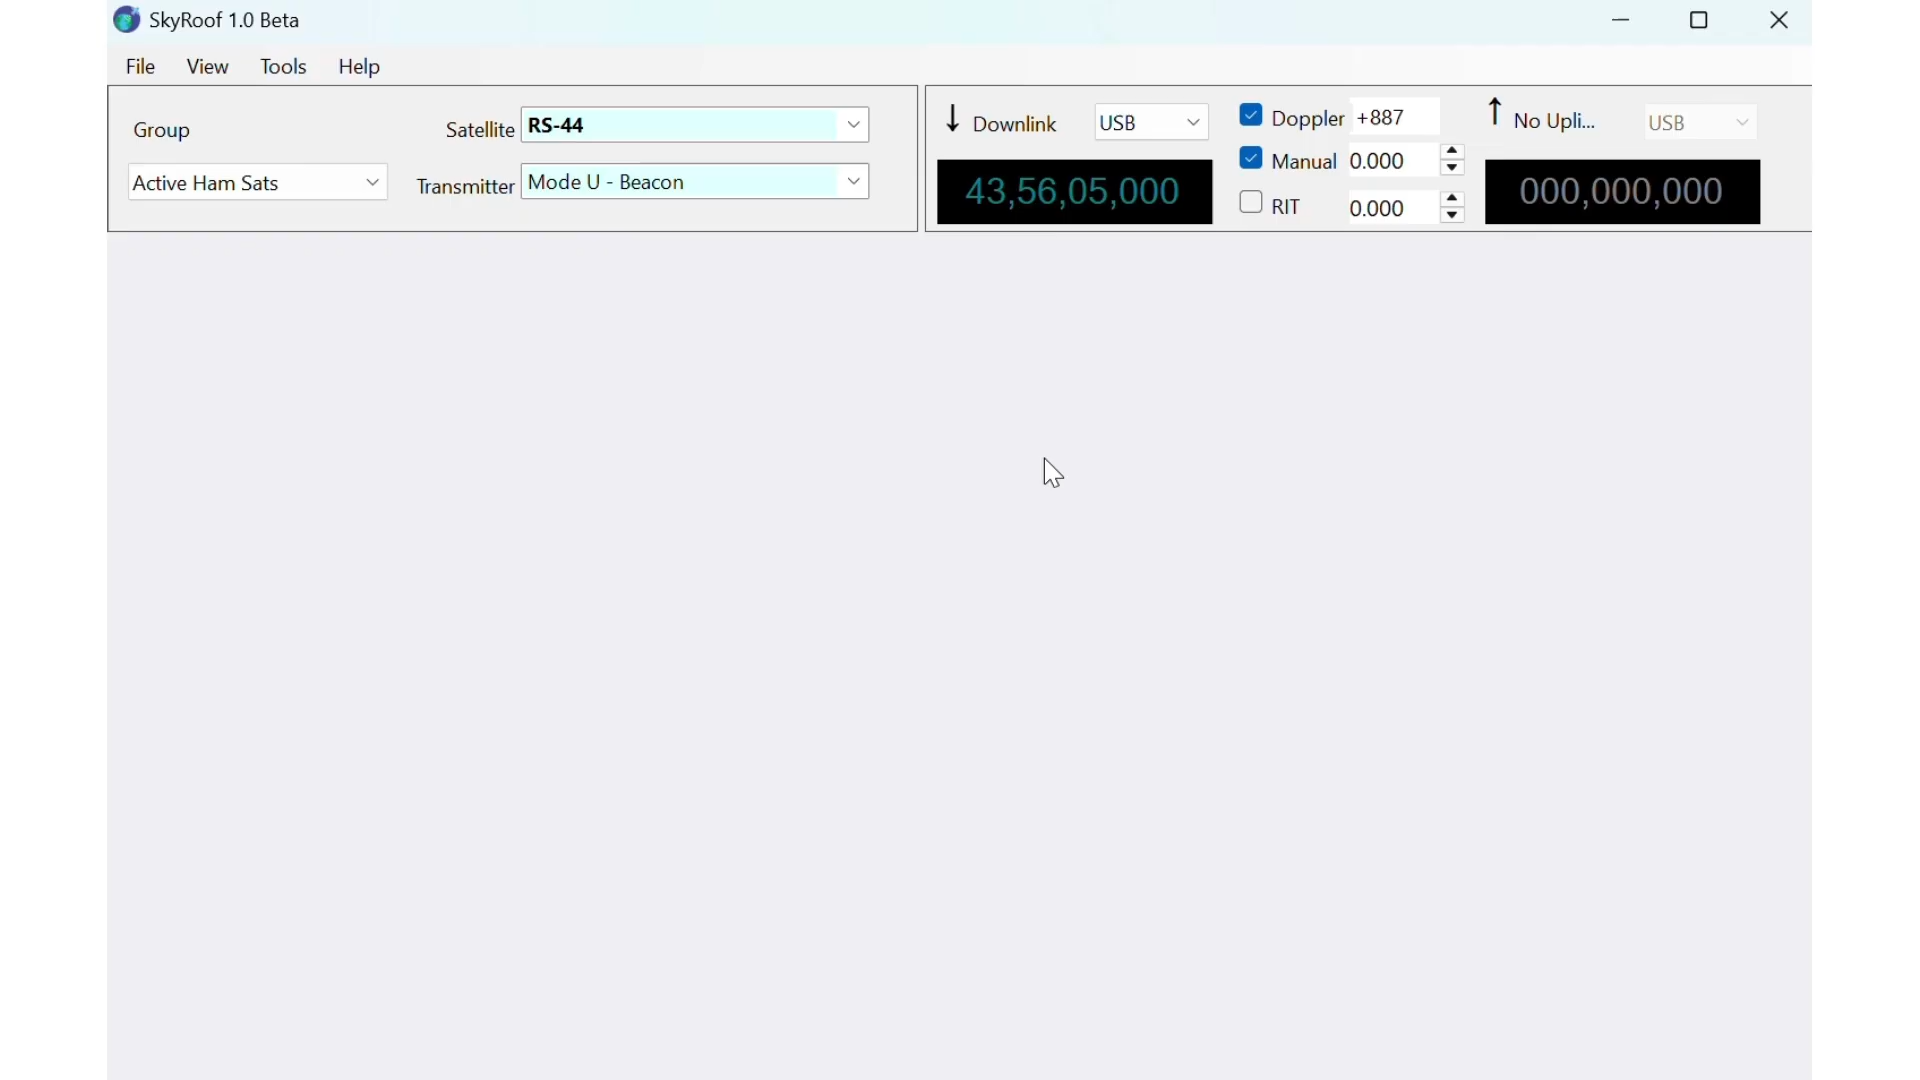 SkyRoof 1.0 Beta
File View Tools Help
Group
Active Ham Sats
Satellite RS-44
Transmitter Mode U - Beacon
Downlink USB
43,56,05,000
Doppler +887
Manual 0.000
RIT 0.000
No Upli... USB
000,000,000